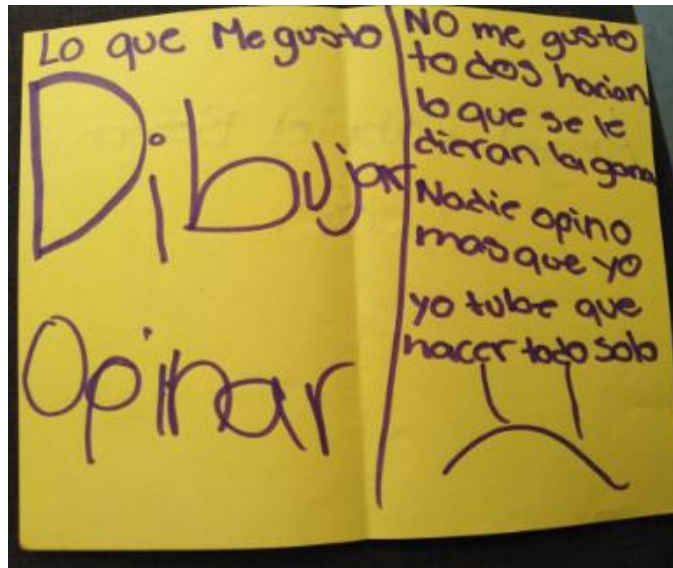 Lo que Me gusto
Dibujar
Opinar
NO me gusto
todos hacian
lo que se le
dieran la gana
Nadie opino
mas que yo
yo tube que
hacer todo solo